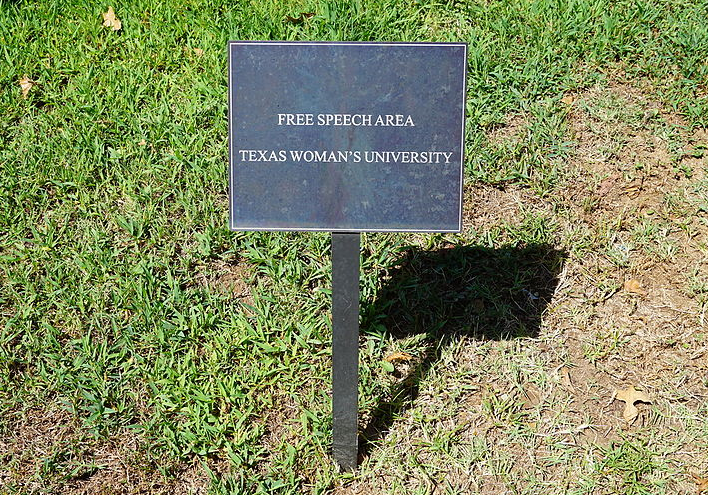 FREE SPEECH AREA
TEXAS WOMAN'S UNIVERSITY